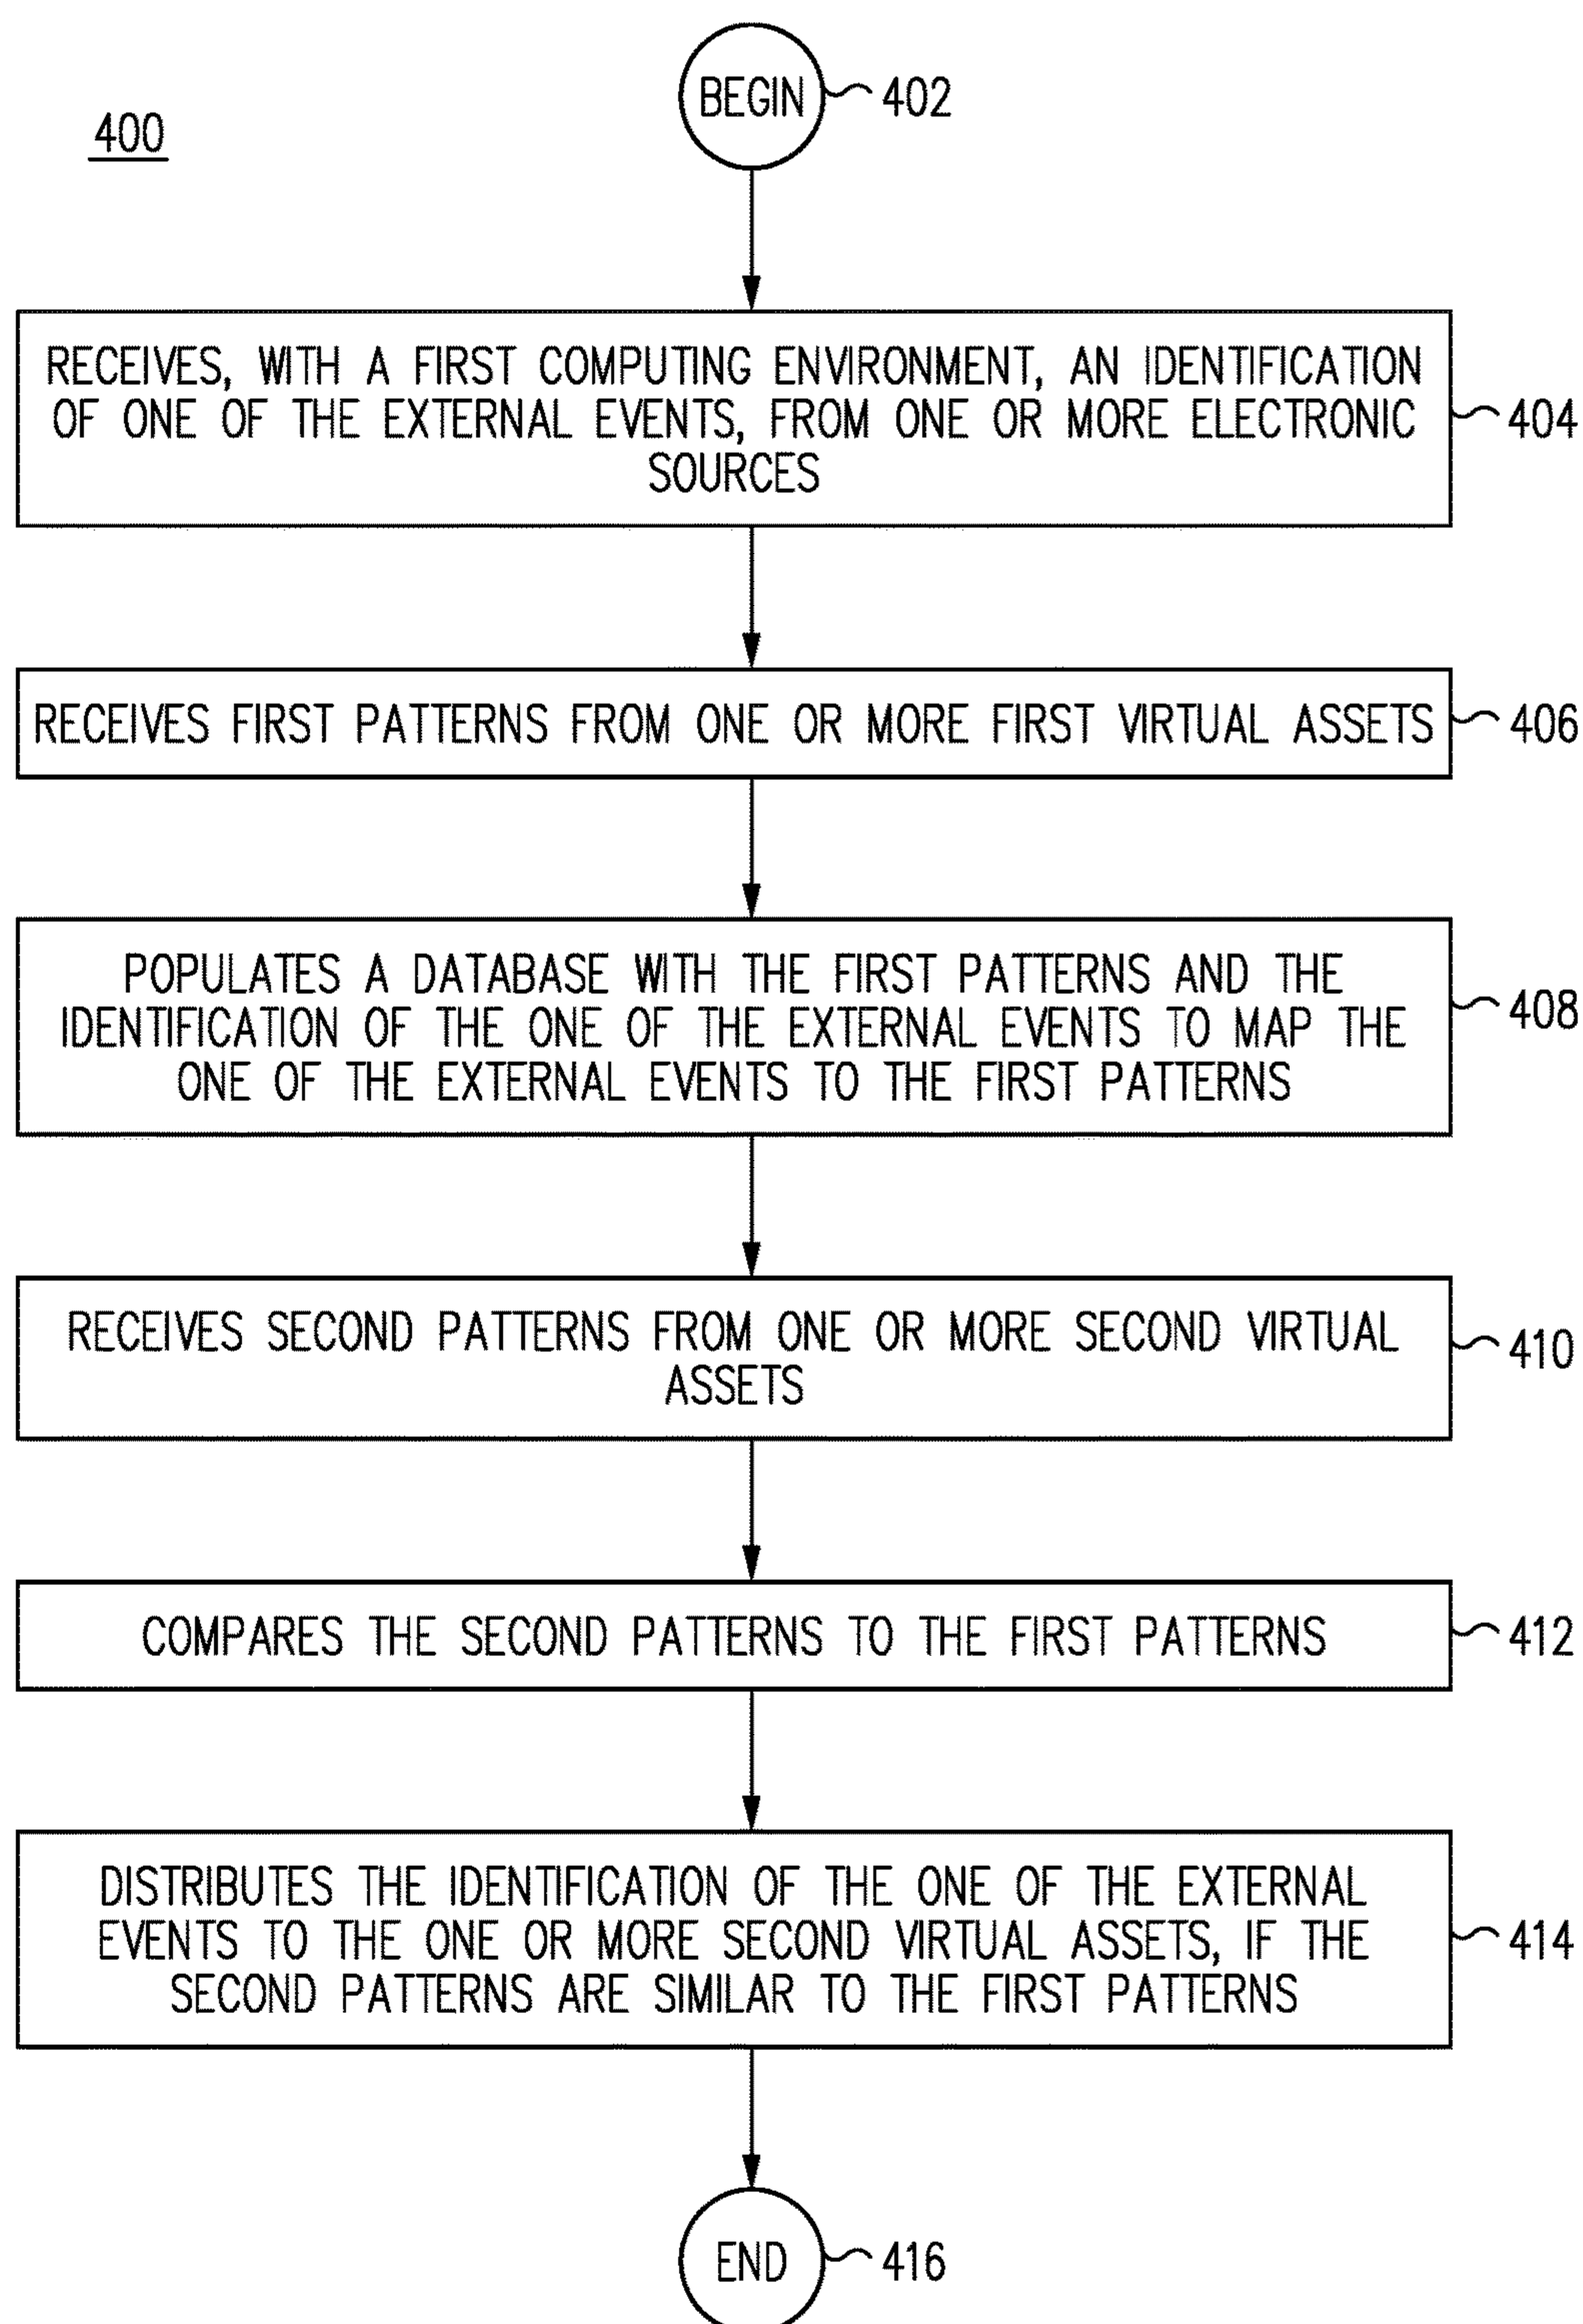 BEGIN 402
400
RECEIVES, WITH A FIRST COMPUTING ENVIRONMENT, AN IDENTIFICATION
OF ONE OF THE EXTERNAL EVENTS, FROM ONE OR MORE ELECTRONIC
SOURCES
404
RECEIVES FIRST PATTERNS FROM ONE OR MORE FIRST VIRTUAL ASSETS
406
POPULATES A DATABASE WITH THE FIRST PATTERNS AND THE
IDENTIFICATION OF THE ONE OF THE EXTERNAL EVENTS TO MAP THE
ONE OF THE EXTERNAL EVENTS TO THE FIRST PATTERNS
408
RECEIVES SECOND PATTERNS FROM ONE OR MORE SECOND VIRTUAL
ASSETS
410
COMPARES THE SECOND PATTERNS TO THE FIRST PATTERNS
412
DISTRIBUTES THE IDENTIFICATION OF THE ONE OF THE EXTERNAL
EVENTS TO THE ONE OR MORE SECOND VIRTUAL ASSETS, IF THE
SECOND PATTERNS ARE SIMILAR TO THE FIRST PATTERNS
414
END 416